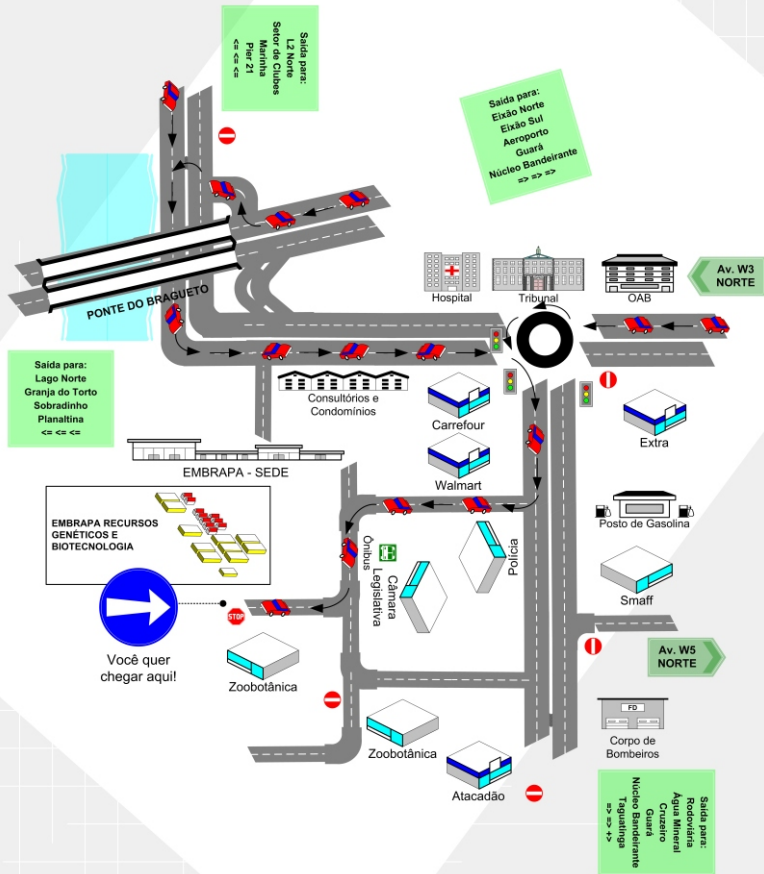 Saída para:
L2 Norte
Setor de Clubes
Marinha
Pier 21
<= <= <=
Saída para:
Eixão Norte
Eixão Sul
Aeroporto
Guará
Núcleo Bandeirante
=> => =>
Hospital
Tribunal
OAB
Av. W3
NORTE
PONTE DO BRAGUETO
Saída para:
Lago Norte
Granja do Torto
Sobradinho
Planaltina
<= <= <=
Consultórios e
Condomínios
Carrefour
Extra
Walmart
EMBRAPA - SEDE
EMBRAPA RECURSOS
GENÉTICOS E
BIOTECNOLOGIA
Posto de Gasolina
Polícia
Ônibus
Câmara
Legislativa
Smaff
STOP
Você quer
chegar aqui!
Zoobotânica
Av. W5
NORTE
FD
Corpo de
Bombeiros
Zoobotânica
Atacadão
Saída para:
Rodoviária
Água Mineral
Cruzeiro
Guará
Núcleo Bandeirante
Taguatinga
=> => +>